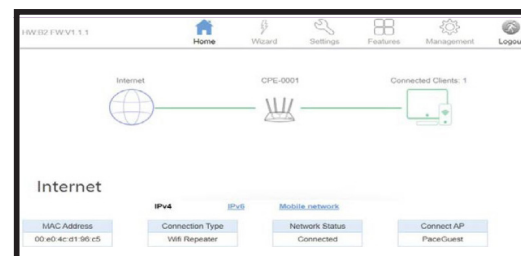 HW:B2 FW:V1.1.1
Home Wizard Settings Features Management Logou
Internet CPE-0001 Connected Clients: 1
Internet
IPv4 IPv6 Mobile network
MAC Address Connection Type Network Status Connect AP
00:e0:4c:d1:96:c5 Wifi Repeater Connected PaceGuest